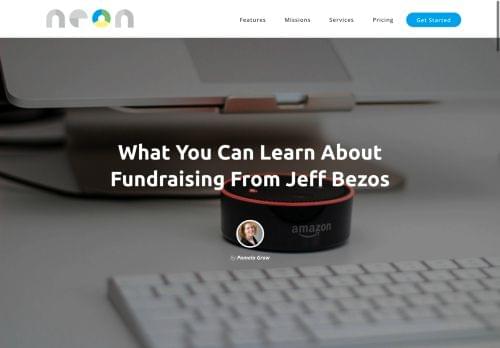 neon
Features
Missions
Services
Pricing
Get Started
What You Can Learn About
Fundraising From Jeff Bezos
amazon
By Pamela Grow